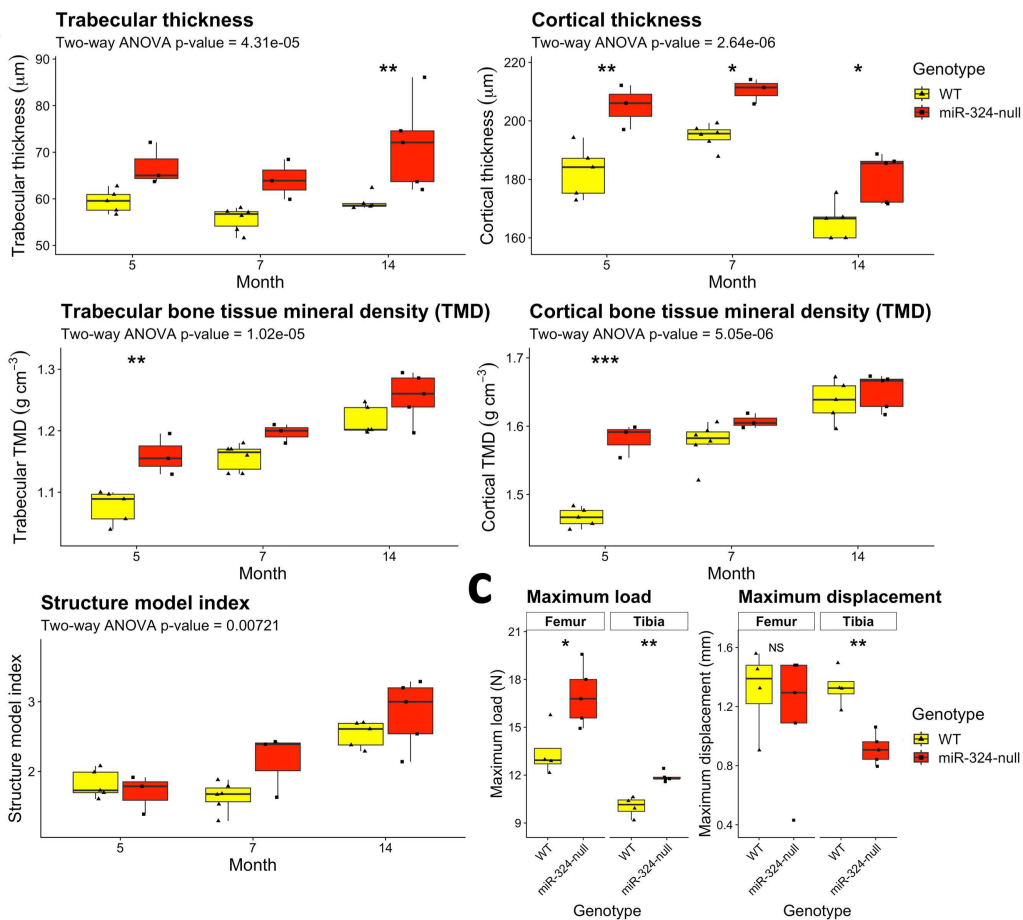 Trabecular thickness
Two-way ANOVA p-value = 4.31e-05
Trabecular thickness (μm)
90
80
70
60
50
**
5
7
14
Month
Cortical thickness
Two-way ANOVA p-value = 2.64e-06
Cortical thickness (μm)
220
200
180
160
**
*
*
5
7
14
Month
Genotype
WT
miR-324-null
Trabecular bone tissue mineral density (TMD)
Two-way ANOVA p-value = 1.02e-05
Trabecular TMD (g cm⁻³)
1.3
1.2
1.1
**
5
7
14
Month
Cortical bone tissue mineral density (TMD)
Two-way ANOVA p-value = 5.05e-06
Cortical TMD (g cm⁻³)
1.7
1.6
1.5
***
5
7
14
Month
Structure model index
Two-way ANOVA p-value = 0.00721
Structure model index
3
2
5
7
14
Month
C
Maximum load
Femur
Tibia
Maximum load (N)
21
18
15
12
9
*
**
WT
miR-324-null
WT
miR-324-null
Genotype
Maximum displacement
Femur
Tibia
Maximum displacement (mm)
1.6
1.2
0.8
0.4
NS
**
WT
miR-324-null
WT
miR-324-null
Genotype
Genotype
WT
miR-324-null